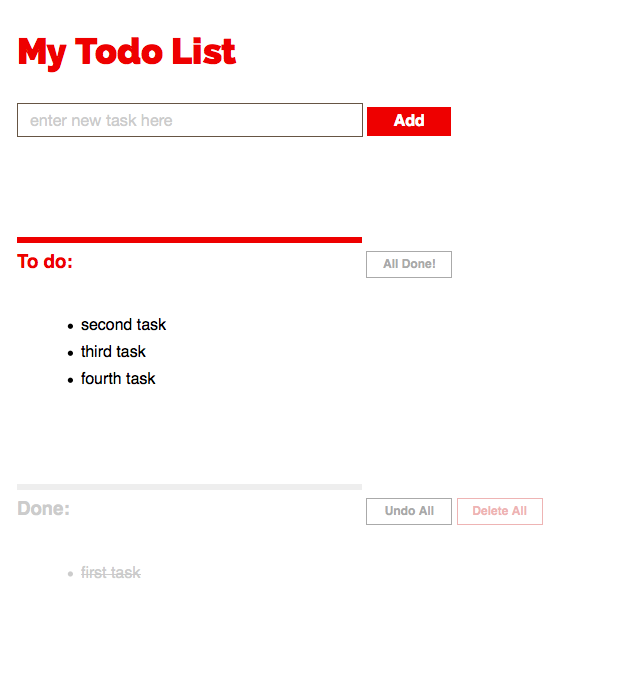 My Todo List
enter new task here
Add
To do:
All Done!
second task
third task
fourth task
Done:
Undo All
Delete All
first task